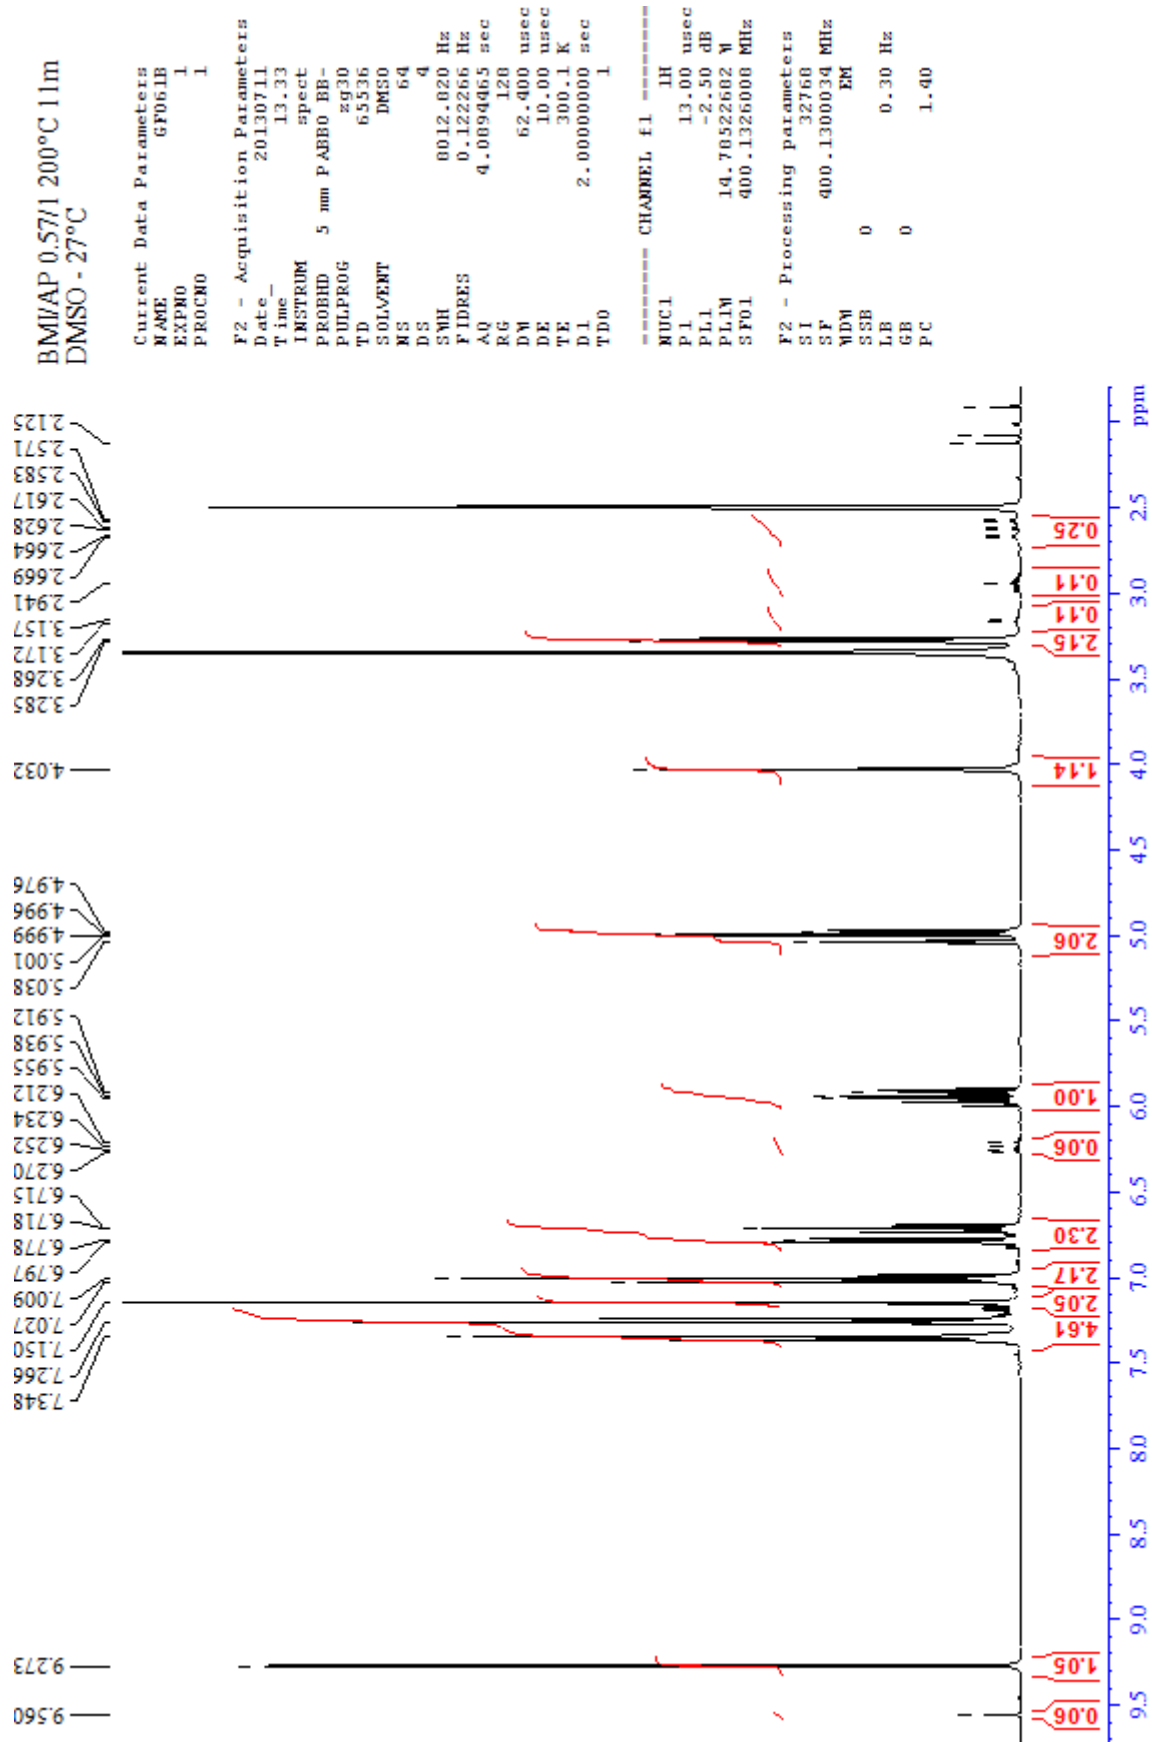 BMI/AP 0.57/1 200°C 11m
DMSO - 27°C
Current Data Parameters
NAME GF061B
EXPNO 1
PROCNO 1
F2 - Acquisition Parameters
Date_ 20130711
Time 13.33
INSTRUM spect
PROBHD 5 mm PABBO BB-
PULPROG zg30
TD 65536
SOLVENT DMSO
NS 64
DS 4
SWH 8012.820 Hz
FIDRES 0.122266 Hz
AQ 4.0894465 sec
RG 128
DW 62.400 usec
DE 10.00 usec
TE 300.1 K
D1 2.00000000 sec
TD0 1
======== CHANNEL f1 ========
NUC1 1H
P1 13.00 usec
PL1 -2.50 dB
PL1W 14.78522682 W
SFO1 400.1326008 MHz
F2 - Processing parameters
SI 32768
SF 400.1300034 MHz
WDW EM
SSB 0
LB 0.30 Hz
GB 0
PC 1.40
9.560
9.273
7.348
7.266
7.150
7.027
7.009
6.797
6.778
6.718
6.715
6.270
6.252
6.234
6.212
5.955
5.938
5.912
5.038
5.001
4.999
4.996
4.976
4.032
3.285
3.268
3.172
3.157
2.941
2.669
2.664
2.628
2.617
2.583
2.571
2.125
0.06
1.05
4.61
2.05
2.17
2.30
0.06
1.00
2.06
1.14
2.15
0.11
0.11
0.25
9.5 9.0 8.5 8.0 7.5 7.0 6.5 6.0 5.5 5.0 4.5 4.0 3.5 3.0 2.5 ppm